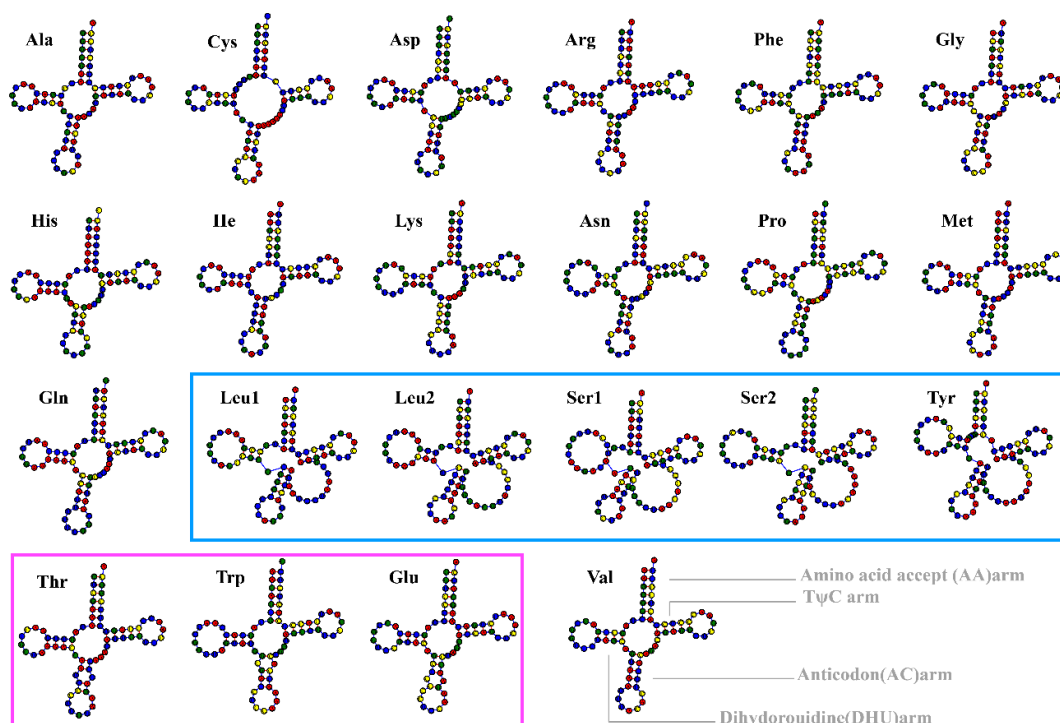 Ala Cys Asp Arg Phe Gly
His IIe Lys Asn Pro Met
Gln Leu1 Leu2 Ser1 Ser2 Tyr
Thr Trp Glu Val
Amino acid accept (AA)arm
TψC arm
Anticodon(AC)arm
Dihydorouidine(DHU)arm